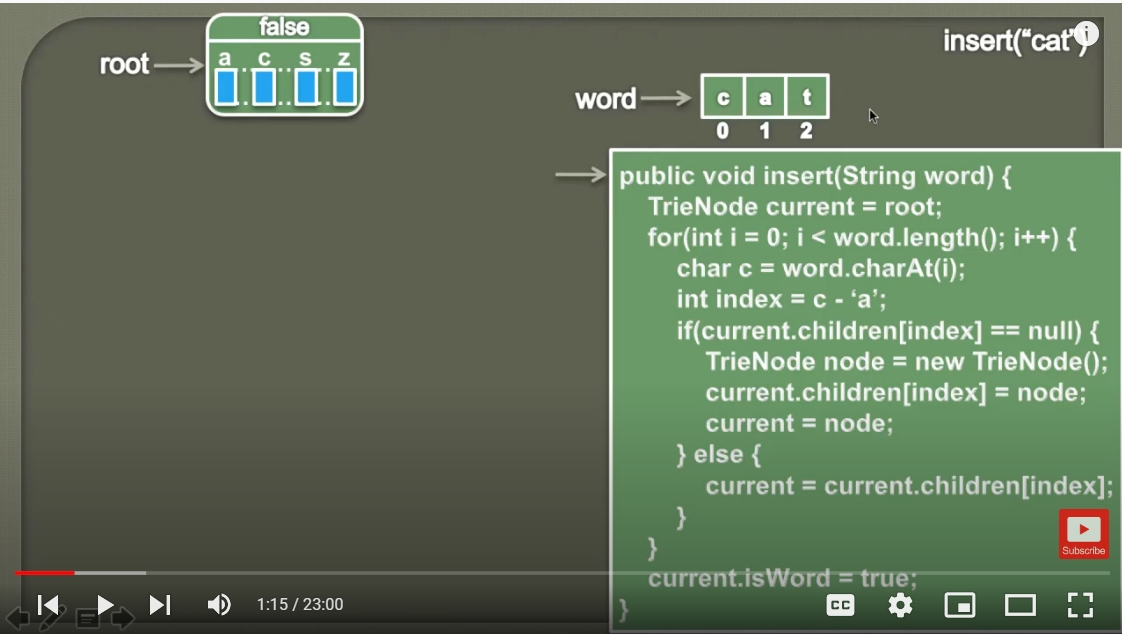 false
insert("cat")
root
a c s z
word
c a t
0 1 2
public void insert(String word) {
TrieNode current = root;
for(int i = 0; i < word.length(); i++) {
char c = word.charAt(i);
int index = c - ‘a’;
if(current.children[index] == null) {
TrieNode node = new TrieNode();
current.children[index] = node;
current = node;
} else {
current = current.children[index];
}
}
current.isWord = true;
}
Subscribe
1:15 / 23:00
CC